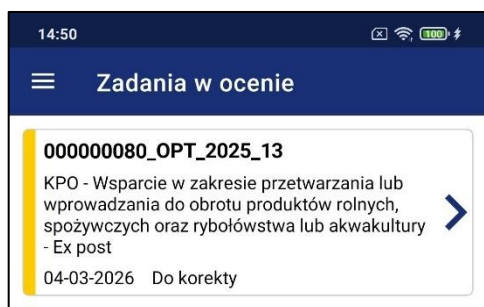 14:50
100
Zadania w ocenie
000000080_OPT_2025_13
KPO - Wsparcie w zakresie przetwarzania lub
wprowadzania do obrotu produktów rolnych,
spożywczych oraz rybołówstwa lub akwakultury
- Ex post
04-03-2026 Do korekty